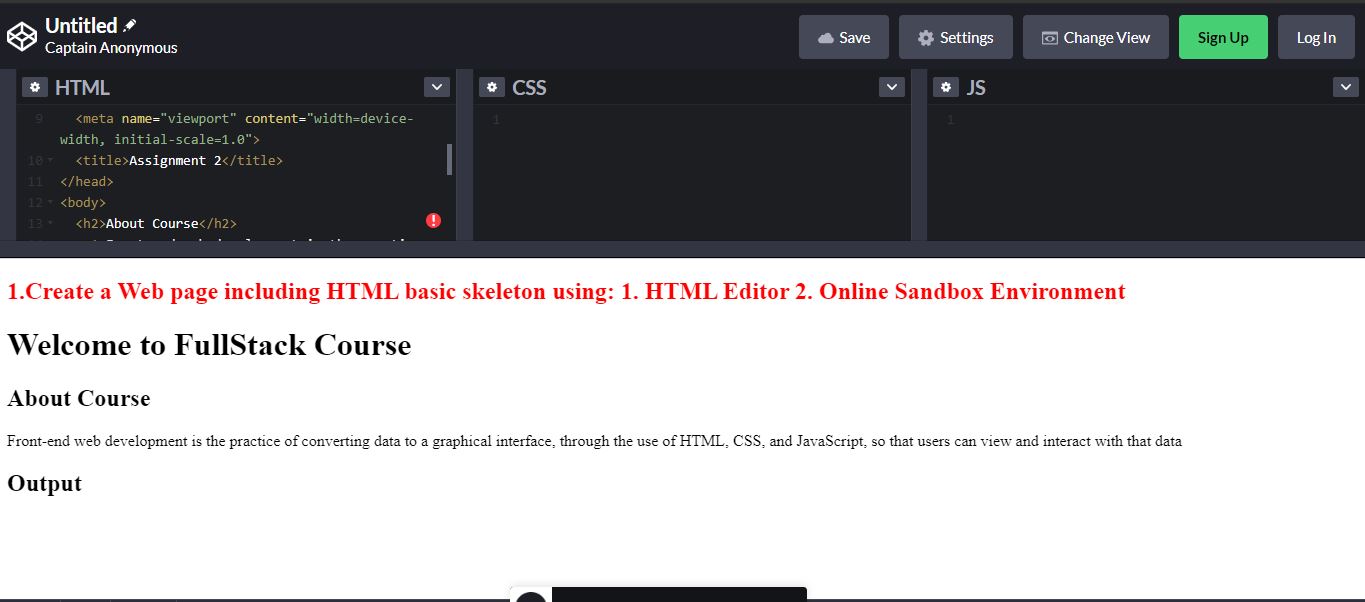 Untitled
Captain Anonymous
Save
Settings
Change View
Sign Up
Log In
HTML
9 <meta name="viewport" content="width=device-
width, initial-scale=1.0">
10 <title>Assignment 2</title>
11 </head>
12 <body>
13 <h2>About Course</h2>
CSS
1
JS
1
1.Create a Web page including HTML basic skeleton using: 1. HTML Editor 2. Online Sandbox Environment
Welcome to FullStack Course
About Course
Front-end web development is the practice of converting data to a graphical interface, through the use of HTML, CSS, and JavaScript, so that users can view and interact with that data
Output